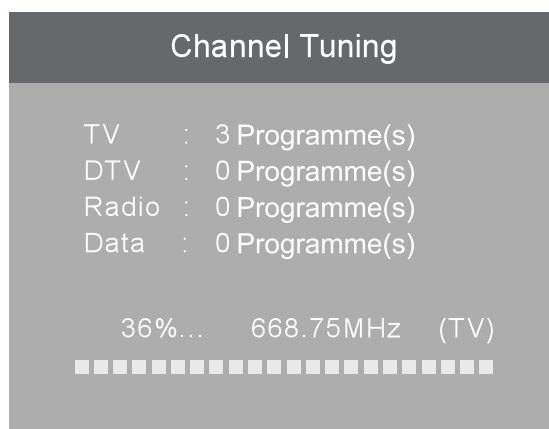 Channel Tuning
TV : 3 Programme(s)
DTV : 0 Programme(s)
Radio : 0 Programme(s)
Data : 0 Programme(s)
36%... 668.75MHz (TV)